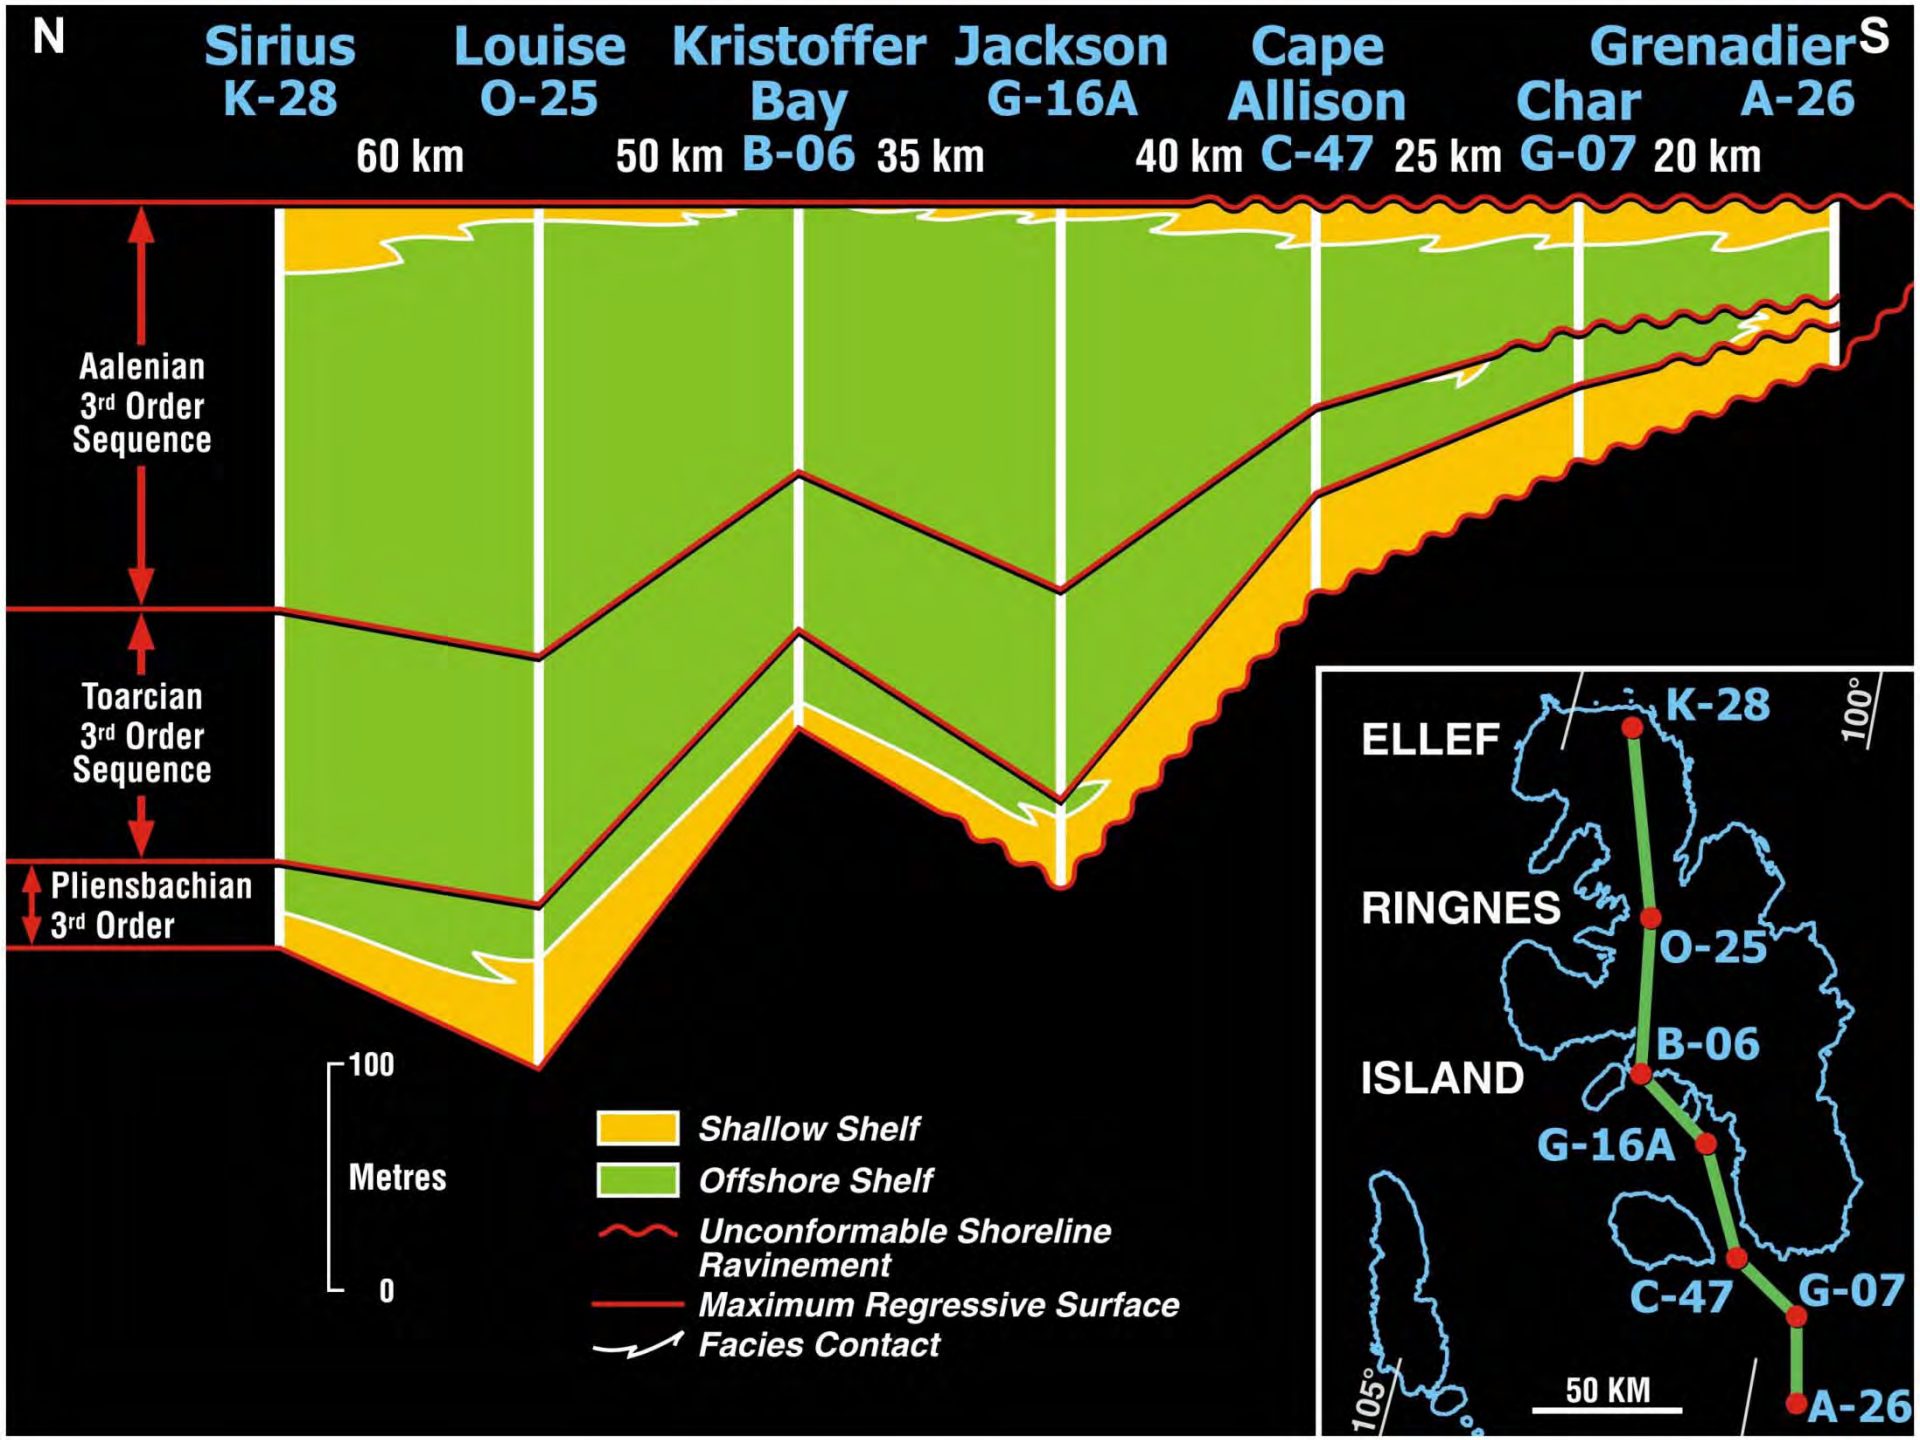 N
S
Sirius
K-28
Louise
O-25
Kristoffer
Bay
B-06
Jackson
G-16A
Cape
Allison
C-47
Char
G-07
Grenadier
A-26
60 km
50 km
35 km
40 km
25 km
20 km
Aalenian
3rd Order
Sequence
Toarcian
3rd Order
Sequence
Pliensbachian
3rd Order
100
Metres
0
Shallow Shelf
Offshore Shelf
Unconformable Shoreline
Ravinement
Maximum Regressive Surface
Facies Contact
K-28
100°
ELLEF
RINGNES
O-25
B-06
ISLAND
G-16A
C-47
G-07
105°
50 KM
A-26